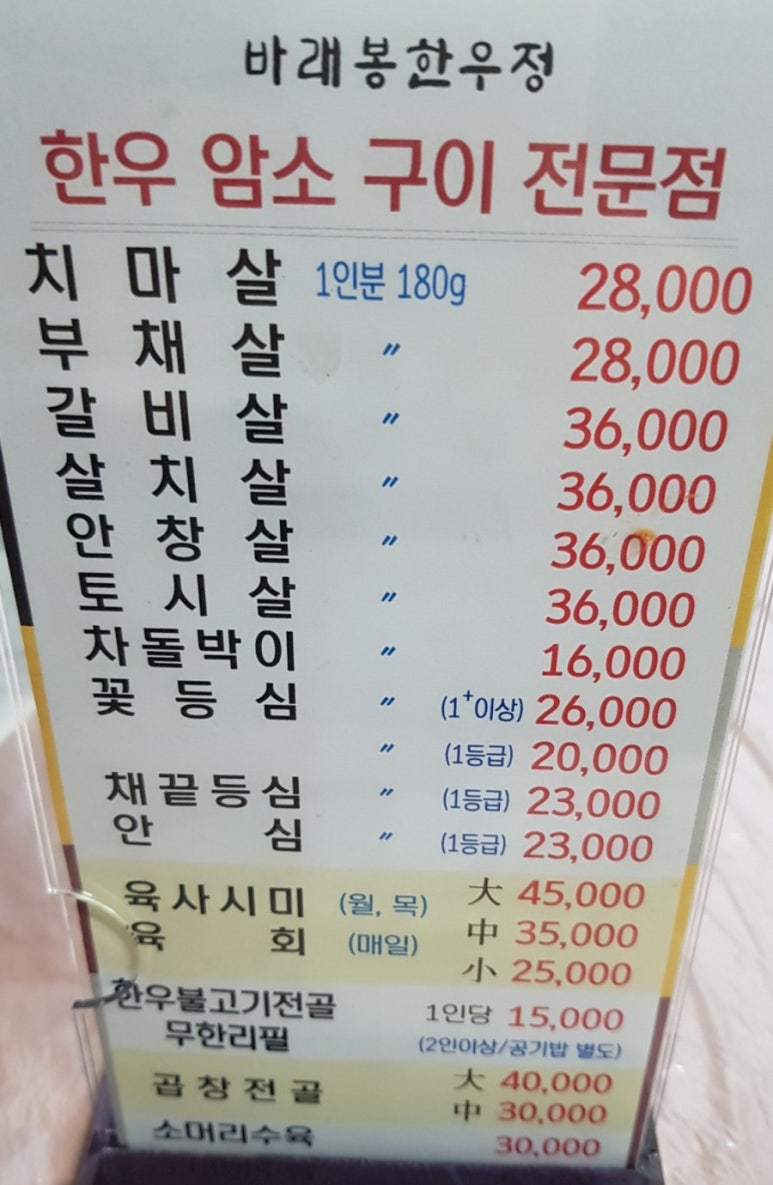 바래봉한우정
한우 암소 구이 전문점
치마살 1인분 180g 28,000
부채살 〃 28,000
갈비살 〃 36,000
살치살 〃 36,000
안창살 〃 36,000
토시살 〃 36,000
차돌박이 〃 16,000
꽃등심 〃 (1+이상) 26,000
〃 (1등급) 20,000
채끝등심 〃 (1등급) 23,000
안심 〃 (1등급) 23,000
육사시미 (월, 목) 大 45,000
육회 (매일) 中 35,000
小 25,000
한우불고기전골 1인당 15,000
무한리필 (2인이상/공기밥 별도)
곱창전골 大 40,000
中 30,000
소머리수육 30,000